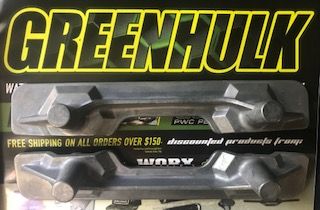 GREENHULK
PWC PE
FREE SHIPPING ON ALL ORDERS OVER $150- discounted products from:
WORX